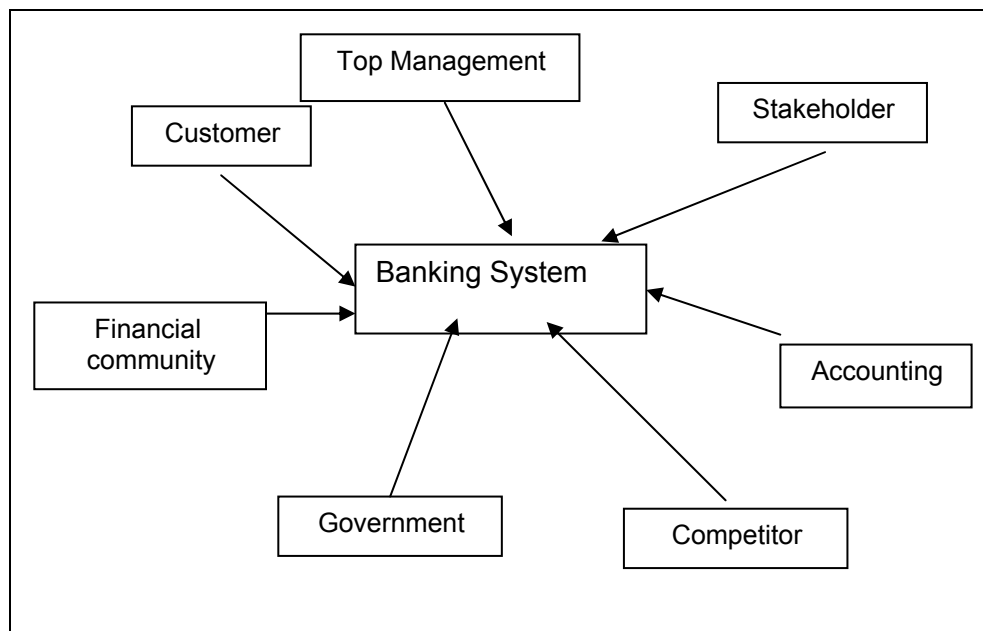 Top Management
Stakeholder
Customer
Banking System
Financial
community
Accounting
Government
Competitor